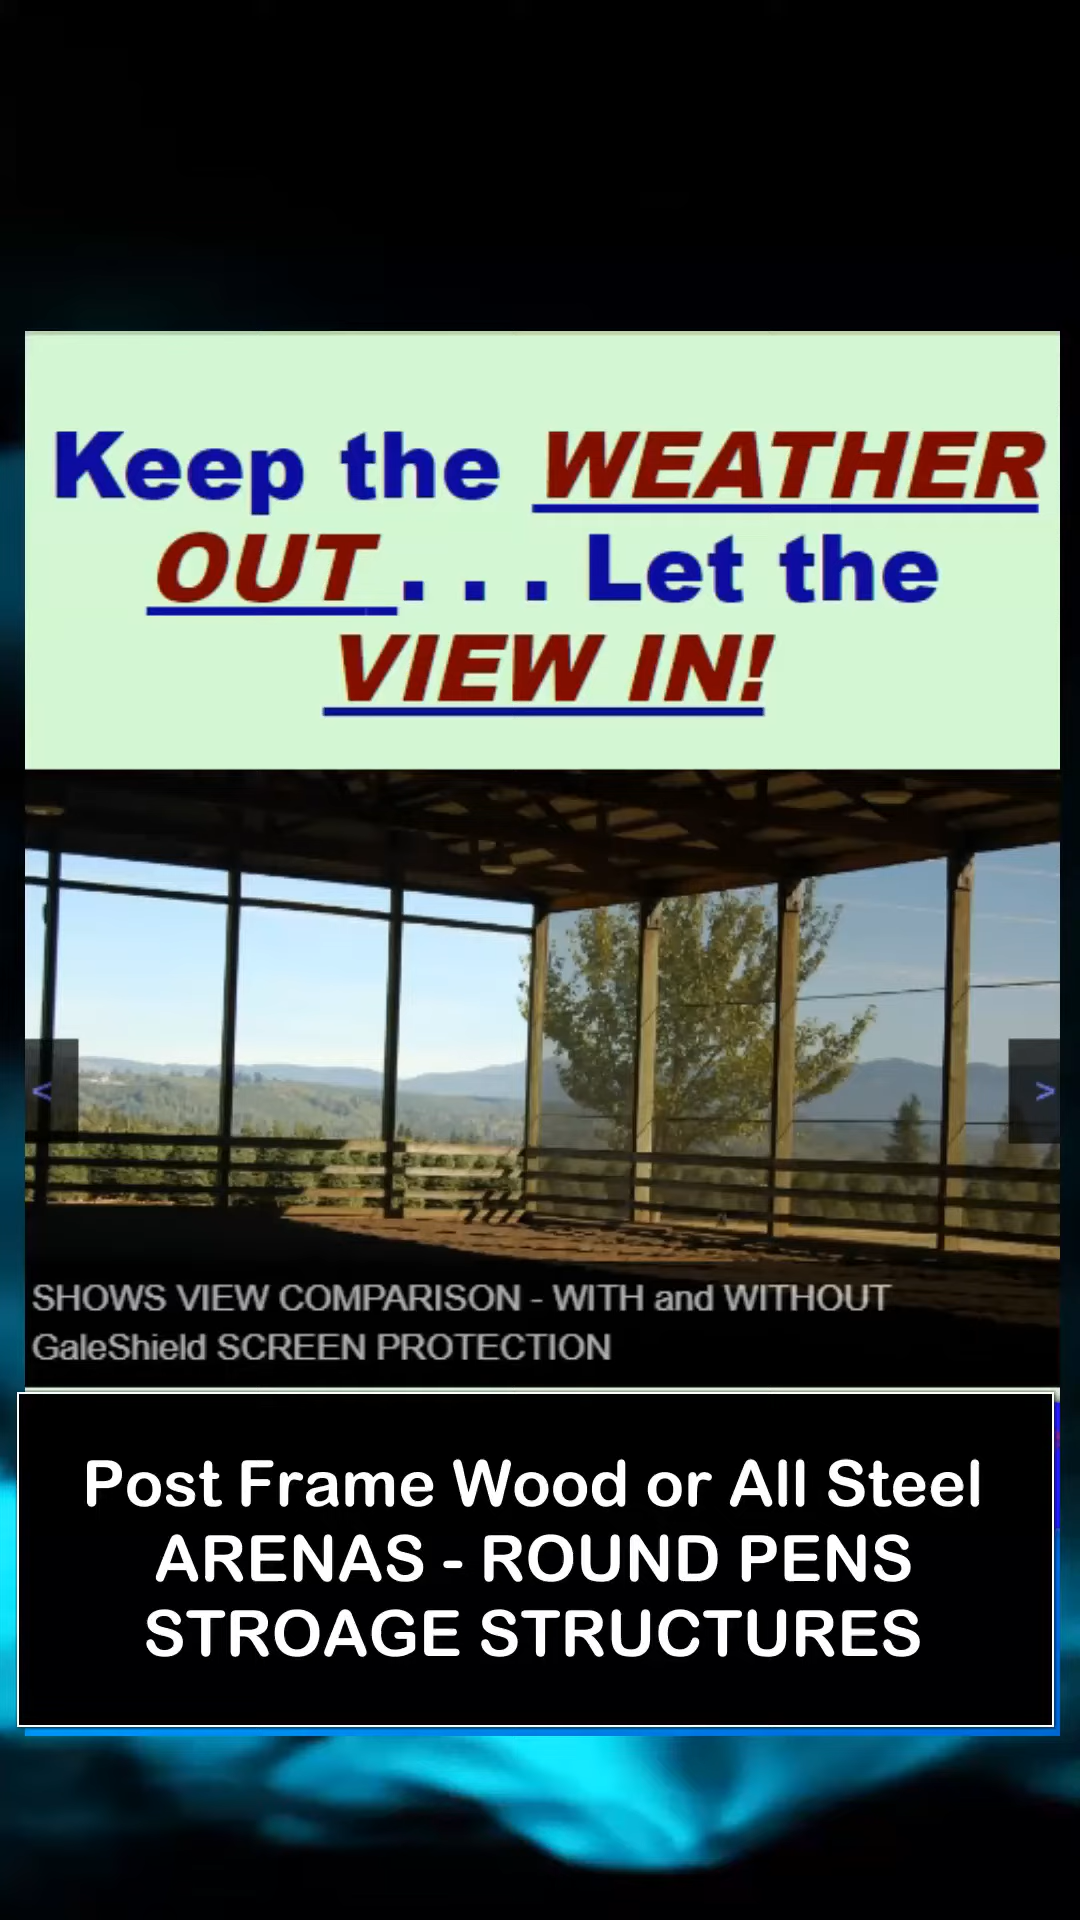 Keep the WEATHER
OUT . . . Let the
VIEW IN!
<
>
SHOWS VIEW COMPARISON - WITH and WITHOUT
GaleShield SCREEN PROTECTION
Post Frame Wood or All Steel
ARENAS - ROUND PENS
STROAGE STRUCTURES